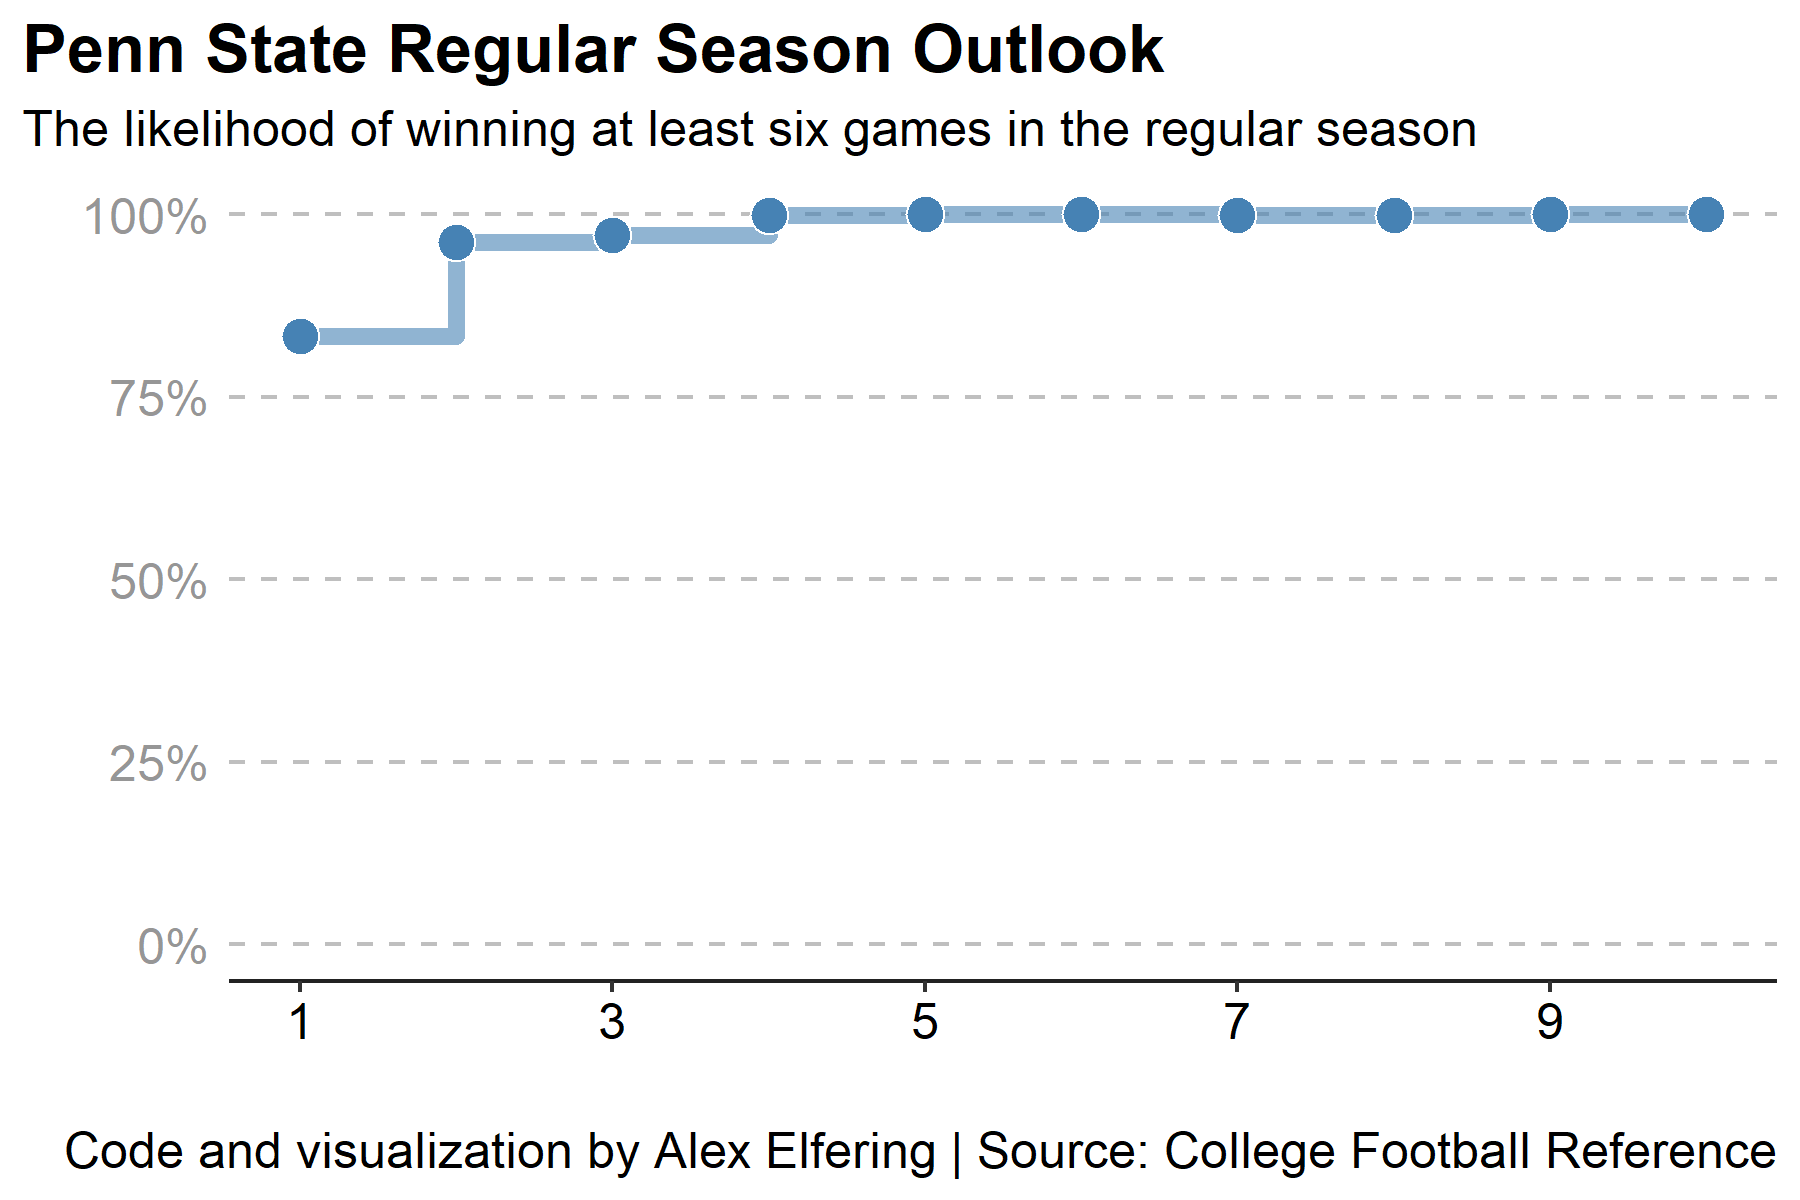 Penn State Regular Season Outlook
The likelihood of winning at least six games in the regular season
100%
75%
50%
25%
0%
1 3 5 7 9
Code and visualization by Alex Elfering | Source: College Football Reference